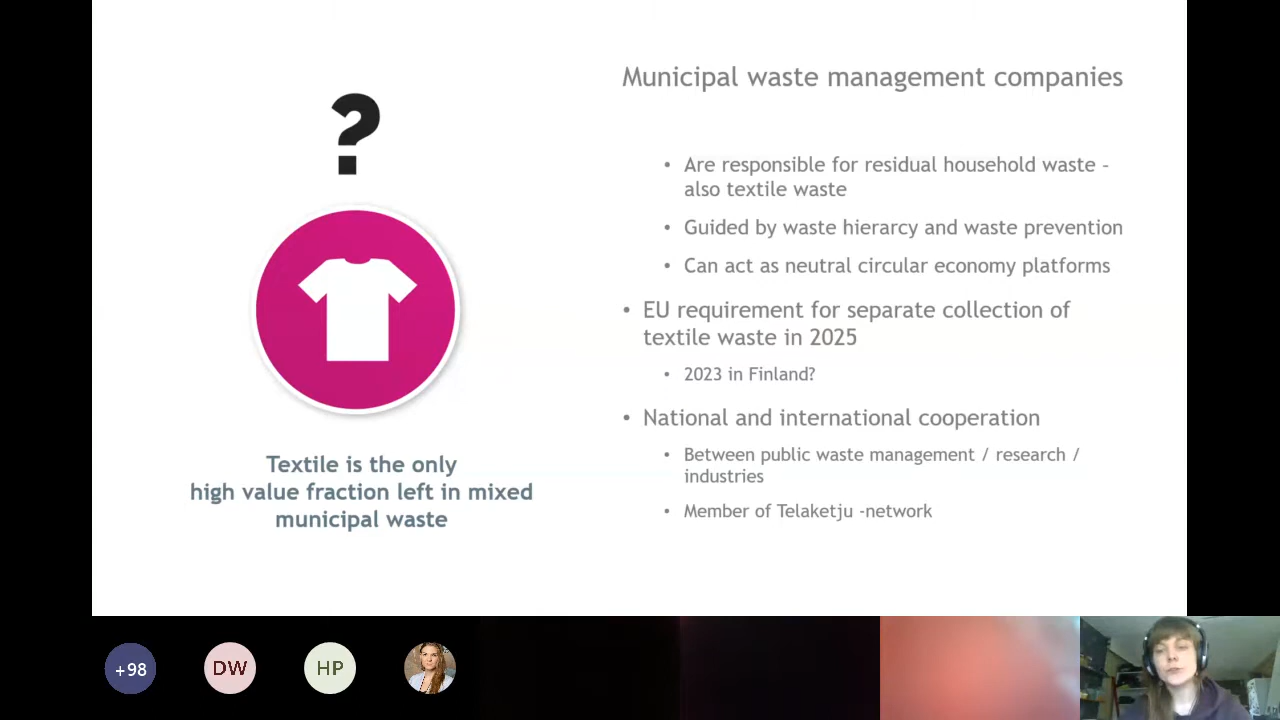 ?
Textile is the only
high value fraction left in mixed
municipal waste
Municipal waste management companies
• Are responsible for residual household waste –
also textile waste
• Guided by waste hierarcy and waste prevention
• Can act as neutral circular economy platforms
• EU requirement for separate collection of
textile waste in 2025
• 2023 in Finland?
• National and international cooperation
• Between public waste management / research /
industries
• Member of Telaketju -network
+98
DW
HP